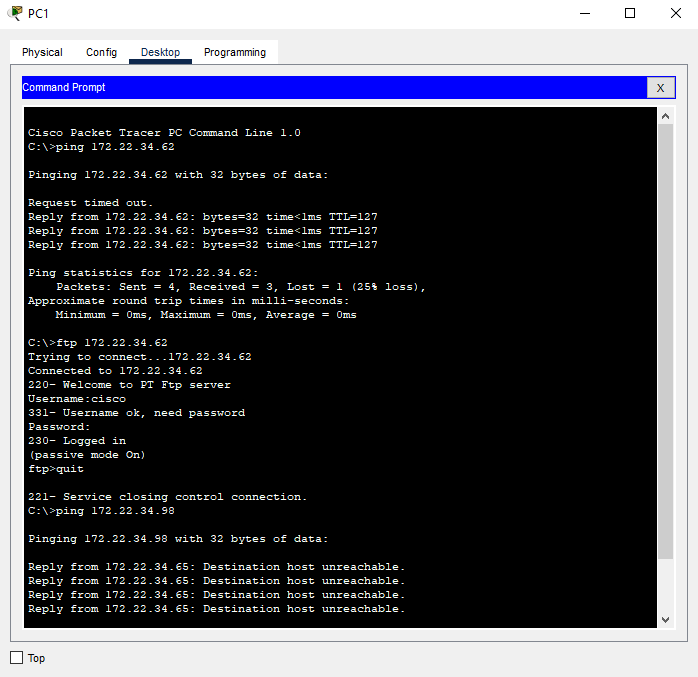 PC1
Physical Config Desktop Programming
Command Prompt X
Cisco Packet Tracer PC Command Line 1.0
C:\>ping 172.22.34.62
Pinging 172.22.34.62 with 32 bytes of data:
Request timed out.
Reply from 172.22.34.62: bytes=32 time<1ms TTL=127
Reply from 172.22.34.62: bytes=32 time<1ms TTL=127
Reply from 172.22.34.62: bytes=32 time<1ms TTL=127
Ping statistics for 172.22.34.62:
Packets: Sent = 4, Received = 3, Lost = 1 (25% loss),
Approximate round trip times in milli-seconds:
Minimum = 0ms, Maximum = 0ms, Average = 0ms
C:\>ftp 172.22.34.62
Trying to connect...172.22.34.62
Connected to 172.22.34.62
220- Welcome to PT Ftp server
Username:cisco
331- Username ok, need password
Password:
230- Logged in
(passive mode On)
ftp>quit
221- Service closing control connection.
C:\>ping 172.22.34.98
Pinging 172.22.34.98 with 32 bytes of data:
Reply from 172.22.34.65: Destination host unreachable.
Reply from 172.22.34.65: Destination host unreachable.
Reply from 172.22.34.65: Destination host unreachable.
Reply from 172.22.34.65: Destination host unreachable.
Top